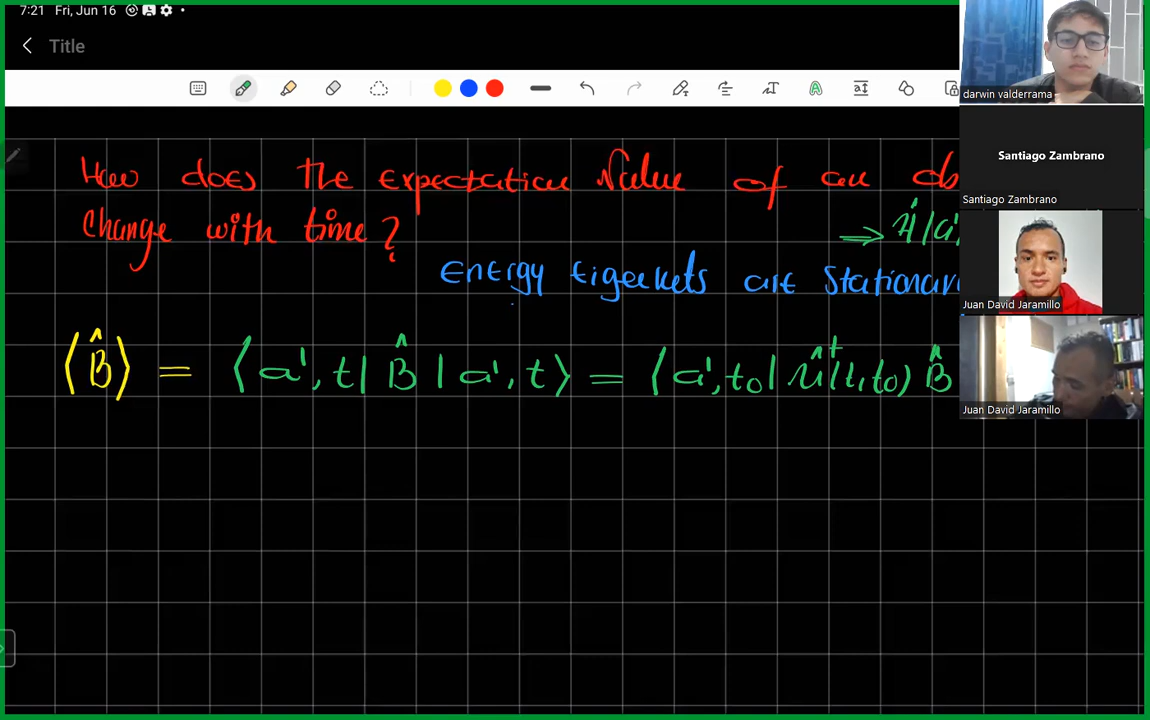 7:21 Fri, Jun 16
Title
How does the expectation value of an ob
change with time?
⇒ Ĥ|a',
Energy Eigenkets are Stationar
⟨B̂⟩ = ⟨a', t| B̂ |a', t⟩ = ⟨a', t₀| Û†(t, t₀) B̂
darwin valderrama
Santiago Zambrano
Santiago Zambrano
Juan David Jaramillo
Juan David Jaramillo